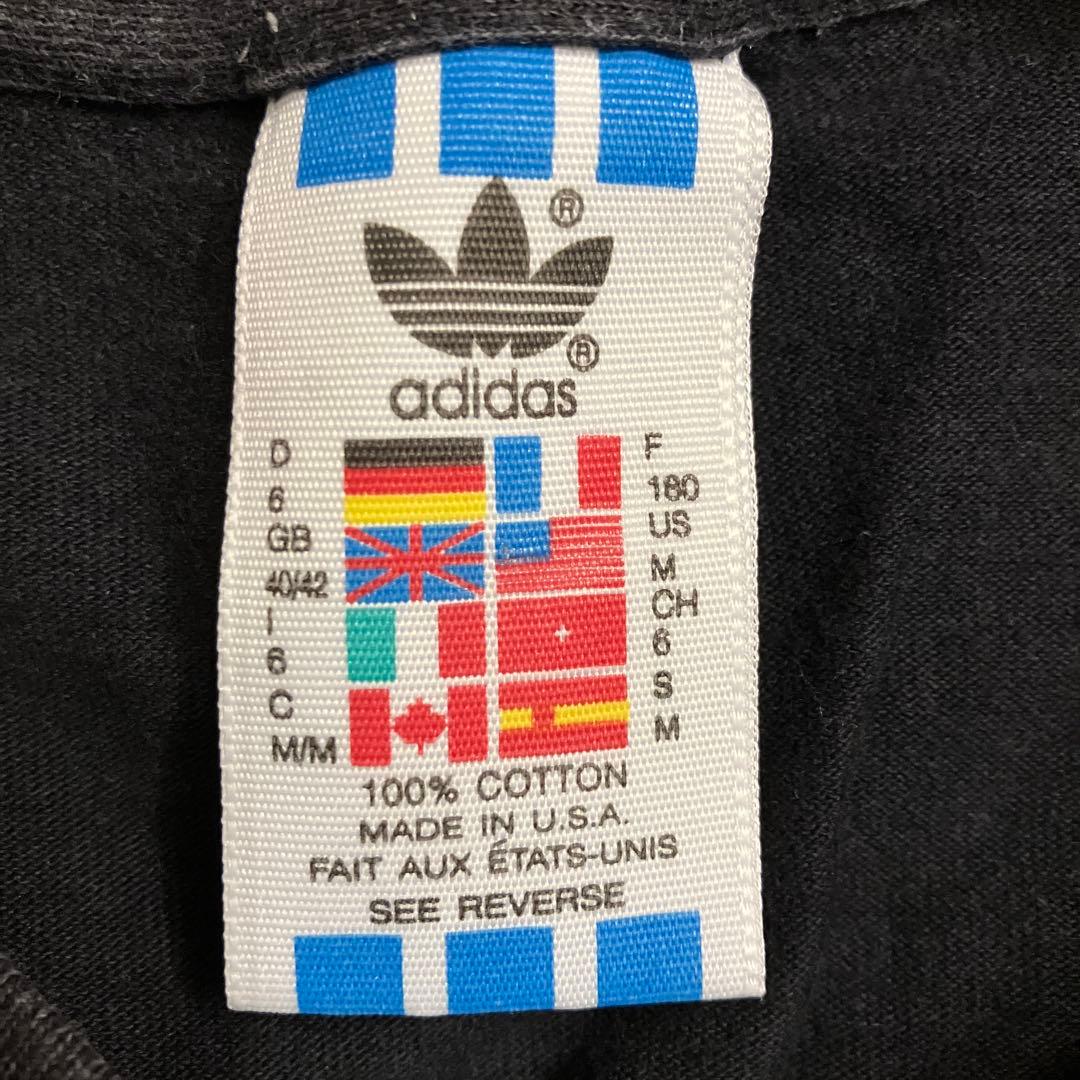 ®
®
adidas
D
6
GB
40/42
I
6
C
M/M
F
180
US
M
CH
6
S
M
100% COTTON
MADE IN U.S.A.
FAIT AUX ÉTATS-UNIS
SEE REVERSE